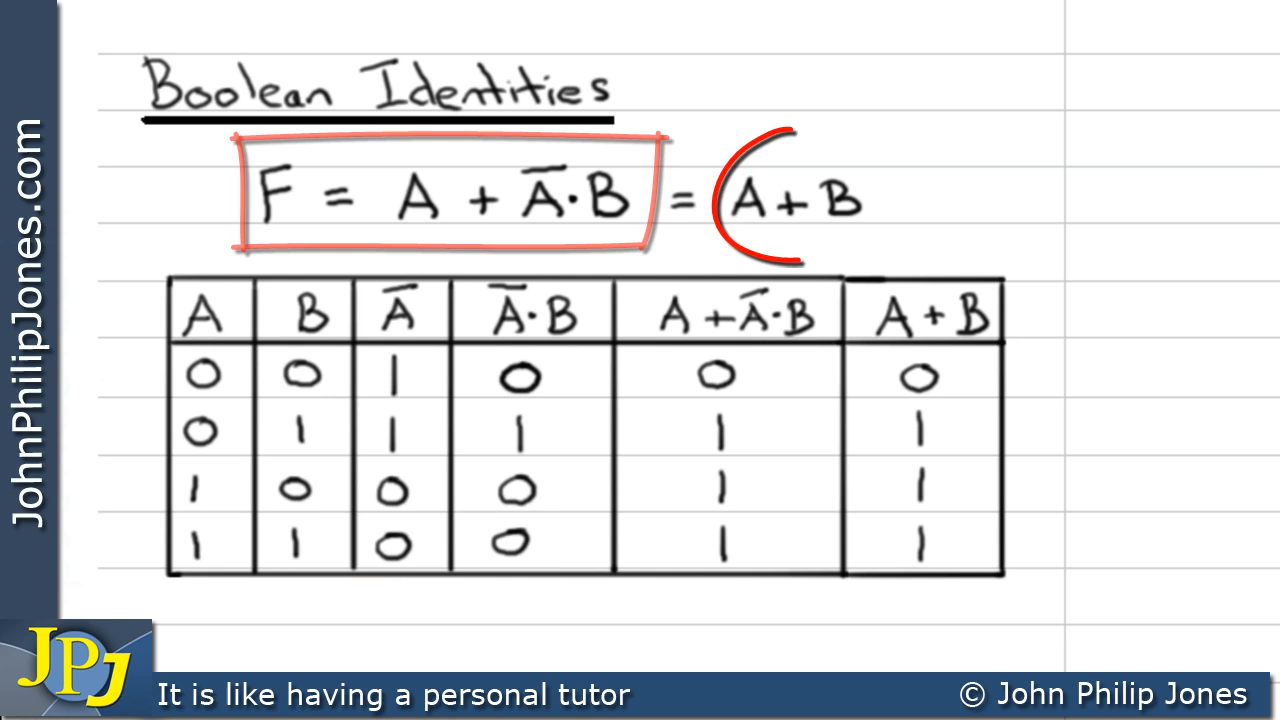 Boolean Identities
F = A + A̅·B = A + B
A B A̅ A̅·B A + A̅·B A + B
0 0 1 0 0 0
0 1 1 1 1 1
1 0 0 0 1 1
1 1 0 0 1 1
JohnPhilipJones.com
JPJ
It is like having a personal tutor
© John Philip Jones